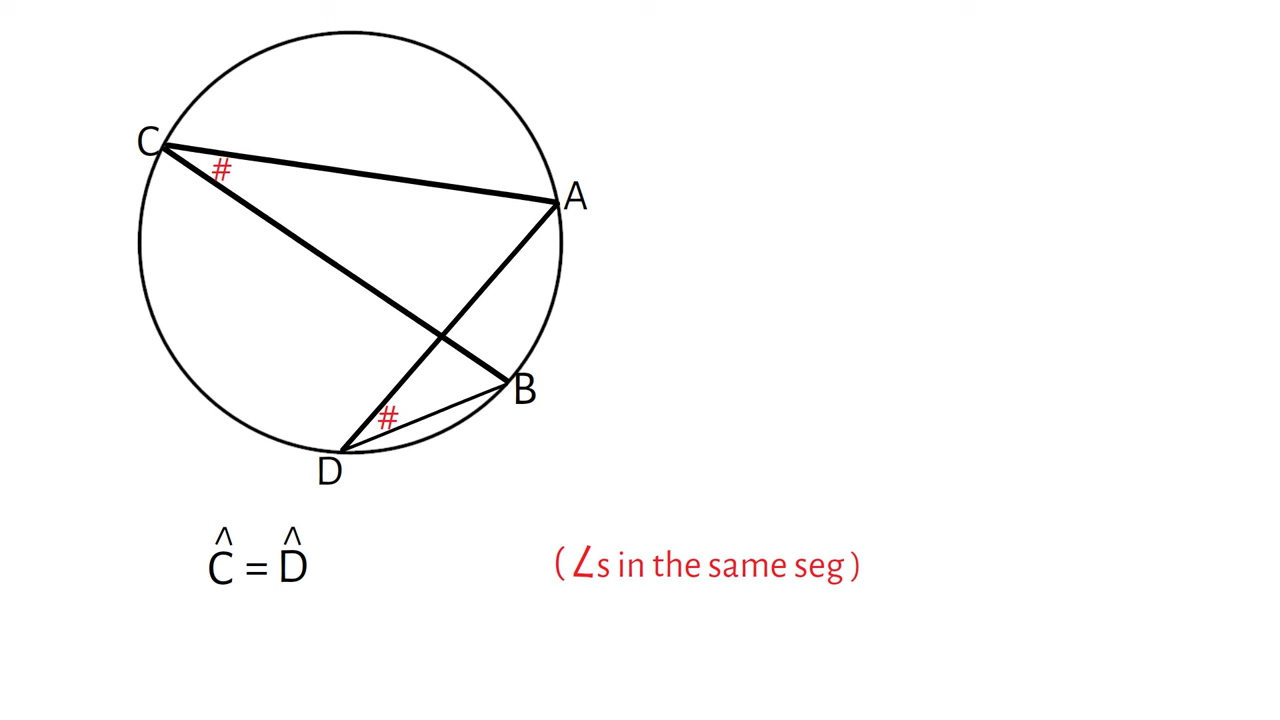 C
#
A
B
#
D
Ĉ = D̂
(∠s in the same seg)